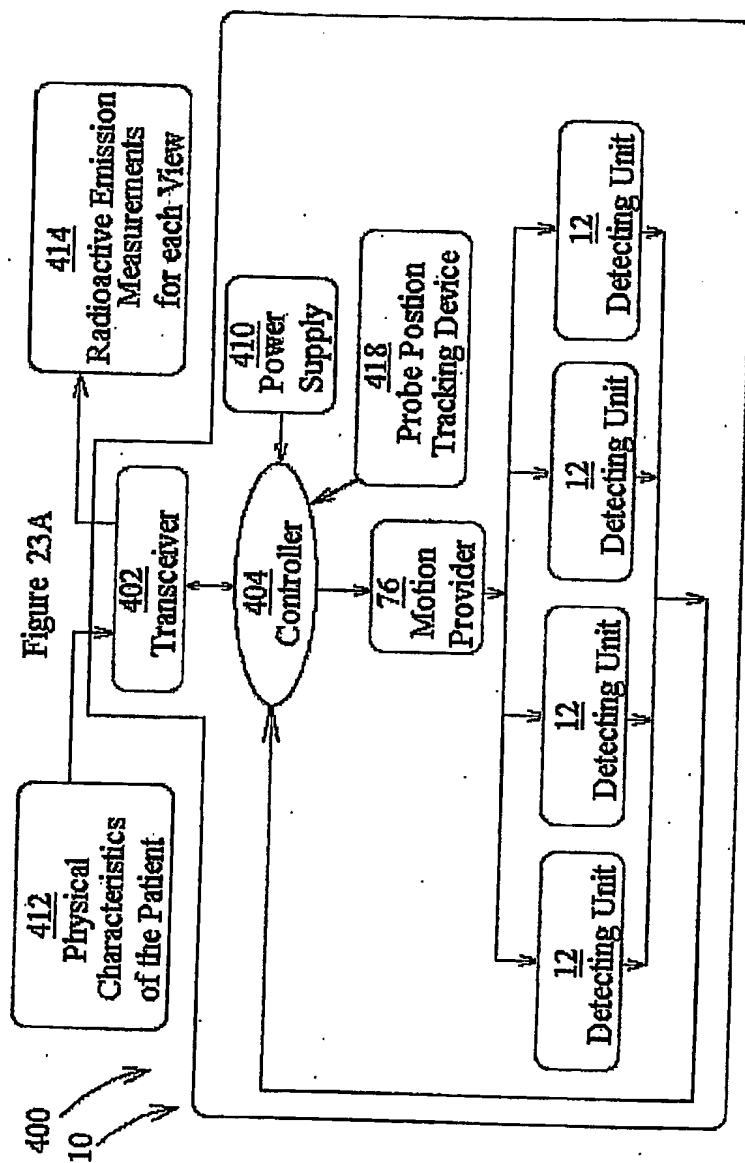 Figure 23A
400
10
412
Physical
Characteristics
of the Patient
414
Radioactive Emission
Measurements
for each View
402
Transceiver
404
Controller
410
Power
Supply
418
Probe Postion
Tracking Device
76
Motion
Provider
12
Detecting Unit
12
Detecting Unit
12
Detecting Unit
12
Detecting Unit